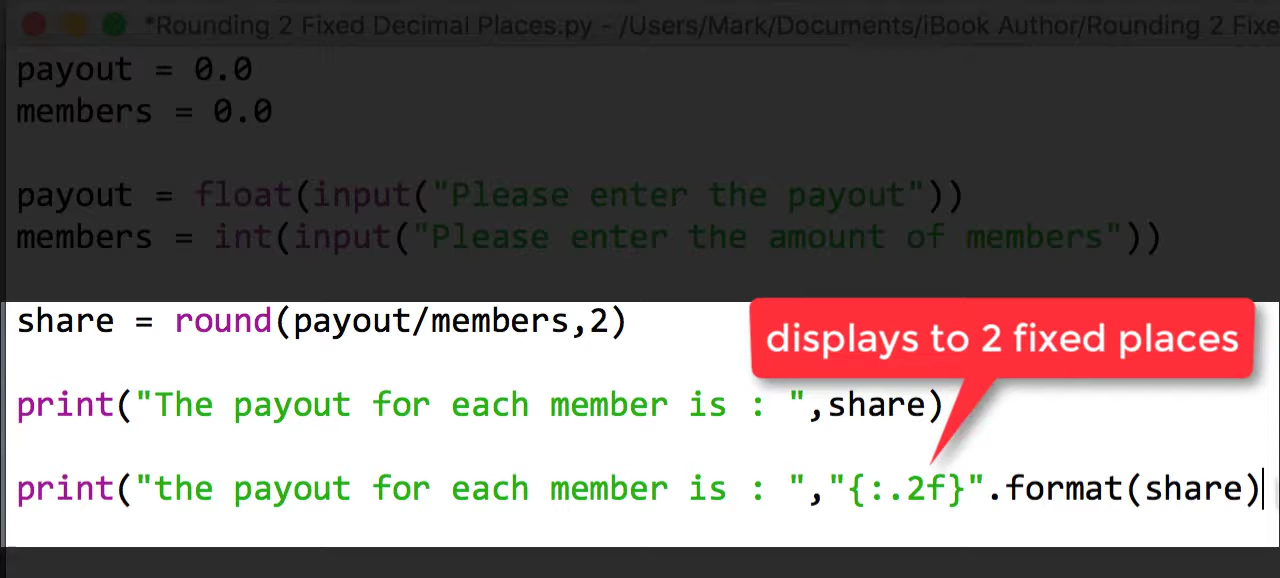 *Rounding 2 Fixed Decimal Places.py - /Users/Mark/Documents/iBook Author/Rounding 2 Fixe
payout = 0.0
members = 0.0
payout = float(input("Please enter the payout"))
members = int(input("Please enter the amount of members"))
share = round(payout/members,2)
displays to 2 fixed places
print("The payout for each member is : ",share)
print("the payout for each member is : ","{:.2f}".format(share)